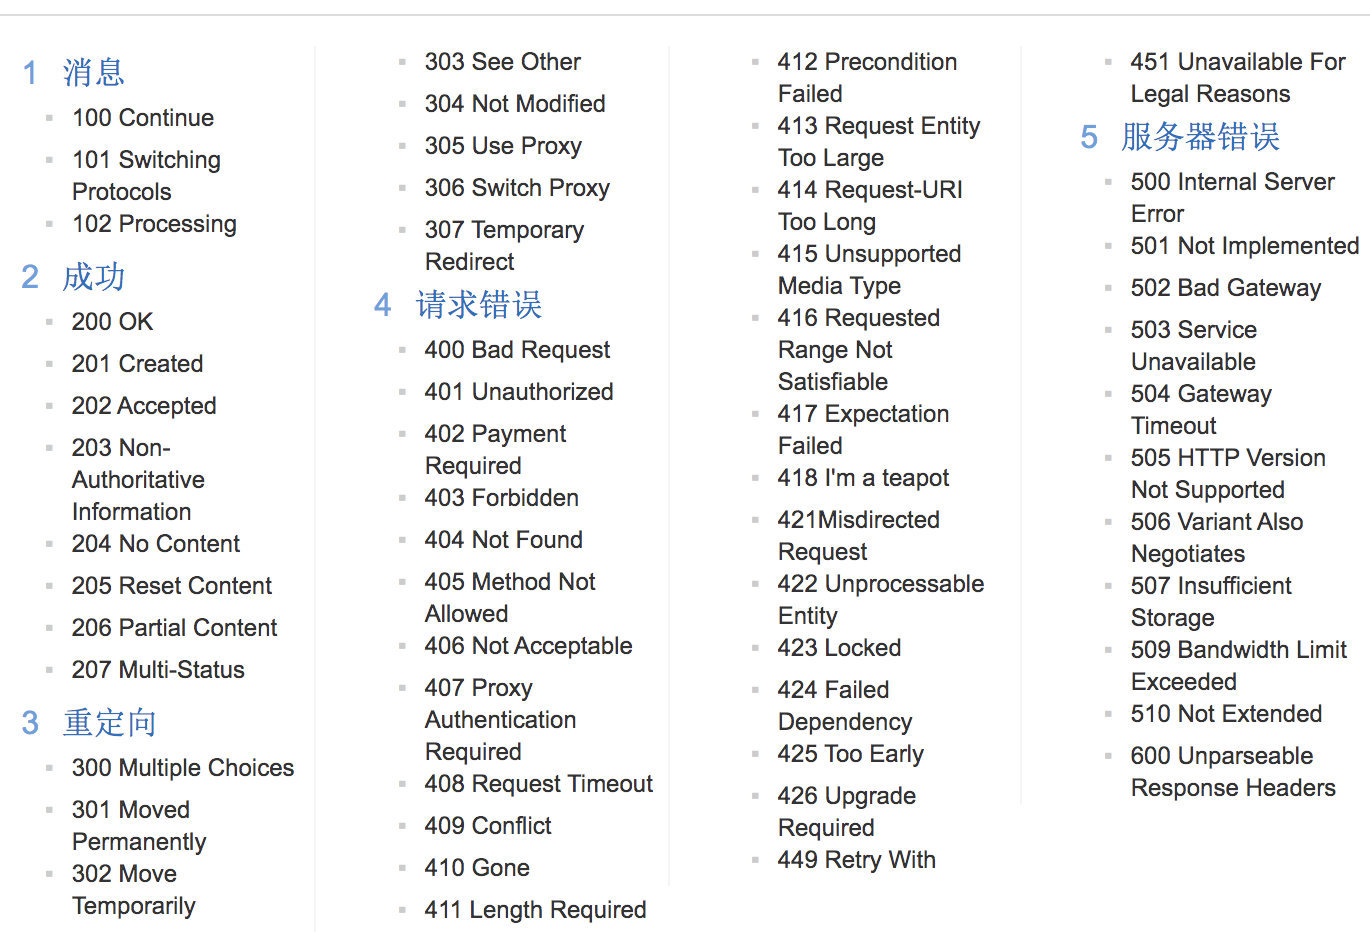 1 消息
100 Continue
101 Switching
Protocols
102 Processing
2 成功
200 OK
201 Created
202 Accepted
203 Non-
Authoritative
Information
204 No Content
205 Reset Content
206 Partial Content
207 Multi-Status
3 重定向
300 Multiple Choices
301 Moved
Permanently
302 Move
Temporarily
303 See Other
304 Not Modified
305 Use Proxy
306 Switch Proxy
307 Temporary
Redirect
4 请求错误
400 Bad Request
401 Unauthorized
402 Payment
Required
403 Forbidden
404 Not Found
405 Method Not
Allowed
406 Not Acceptable
407 Proxy
Authentication
Required
408 Request Timeout
409 Conflict
410 Gone
411 Length Required
412 Precondition
Failed
413 Request Entity
Too Large
414 Request-URI
Too Long
415 Unsupported
Media Type
416 Requested
Range Not
Satisfiable
417 Expectation
Failed
418 I'm a teapot
421Misdirected
Request
422 Unprocessable
Entity
423 Locked
424 Failed
Dependency
425 Too Early
426 Upgrade
Required
449 Retry With
451 Unavailable For
Legal Reasons
5 服务器错误
500 Internal Server
Error
501 Not Implemented
502 Bad Gateway
503 Service
Unavailable
504 Gateway
Timeout
505 HTTP Version
Not Supported
506 Variant Also
Negotiates
507 Insufficient
Storage
509 Bandwidth Limit
Exceeded
510 Not Extended
600 Unparseable
Response Headers